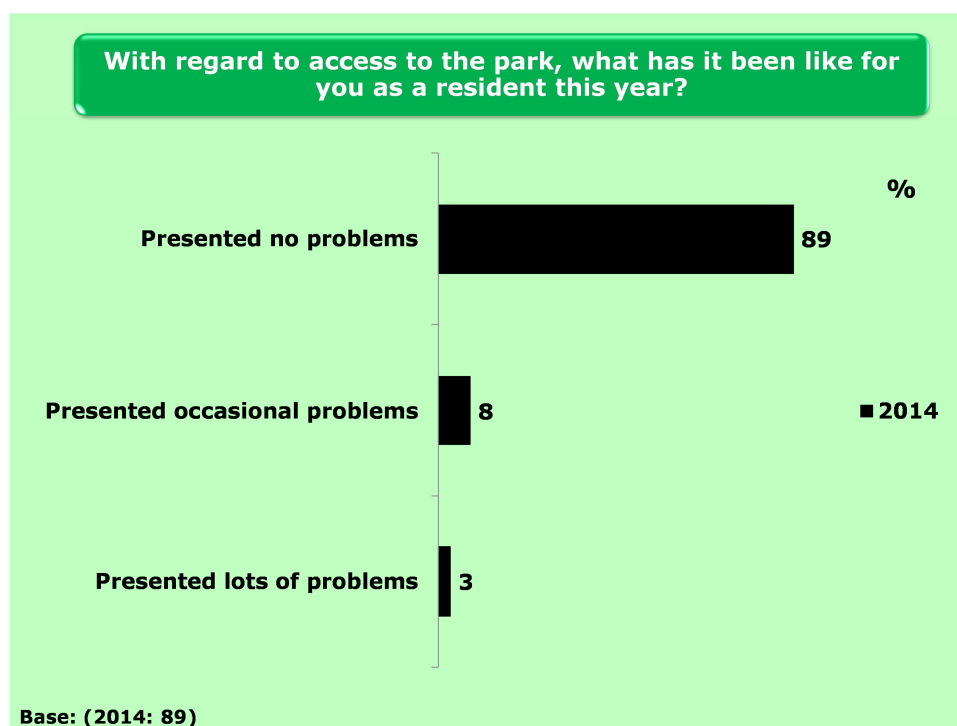 With regard to access to the park, what has it been like for
you as a resident this year?
%
Presented no problems
89
Presented occasional problems
8
2014
Presented lots of problems
3
Base: (2014: 89)